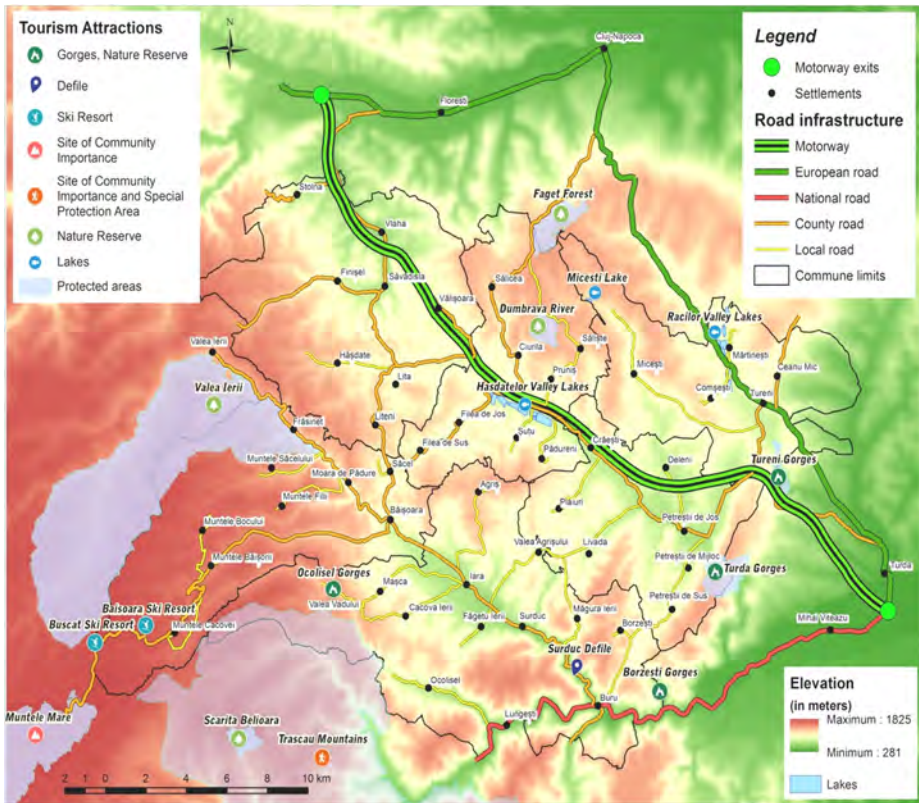 Tourism Attractions
Gorges, Nature Reserve
Defile
Ski Resort
Site of Community
Importance
Site of Community
Importance and Special
Protection Area
Nature Reserve
Lakes
Protected areas
N
Legend
Motorway exits
Settlements
Road infrastructure
Motorway
European road
National road
County road
Local road
Commune limits
Cluj-Napoca
Floresti
Stolna
Faget Forest
Vlaha
Finișel
Săvădisla
Sălicea
Micesti Lake
Vălișoara
Dumbrava River
Racilor Valley Lakes
Valea Ierii
Hășdate
Ciurila
Săliște
Mărtinești
Ceanu Mic
Lita
Pruniș
Micești
Valea Ierii
Hasdatelor Valley Lakes
Comșești
Tureni
Frăsinet
Liteni
Filea de Jos
Filea de Sus
Șuțu
Pădureni
Crăești
Muntele Săcelului
Săcel
Deleni
Tureni Gorges
Moara de Pădure
Muntele Filii
Agriș
Plaiuri
Muntele Bocului
Băișoara
Petreștii de Jos
Valea Agrișului
Livada
Petreștii de Mijloc
Muntele Băișorii
Ocolisel Gorges
Mașca
Iara
Turda Gorges
Turda
Valea Vadului
Baisoara Ski Resort
Buscat Ski Resort
Cacova Ierii
Făgetu Ierii
Surduc
Măgura Ierii
Petreștii de Sus
Muntele Cacovei
Borzești
Mihai Viteazu
Surduc Defile
Ocolisel
Borzesti Gorges
Buru
Muntele Mare
Scarita Belioara
Lungești
Trascau Mountains
2 1 0 2 4 6 8 10 km
Elevation
(in meters)
Maximum : 1825
Minimum : 281
Lakes